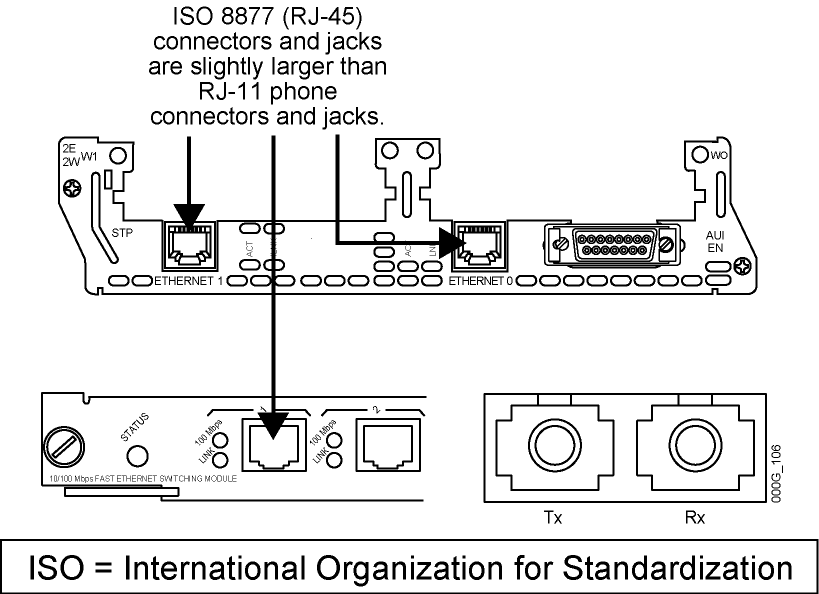 ISO 8877 (RJ-45)
connectors and jacks
are slightly larger than
RJ-11 phone
connectors and jacks.
2E
2W
W1
WO
STP
ACT
AUI
EN
ETHERNET 1
ETHERNET 0
STATUS
100 Mbps
LINK
1
100 Mbps
LINK
2
10/100 Mbps FAST ETHERNET SWITCHING MODULE
Tx
Rx
000G_106
ISO = International Organization for Standardization